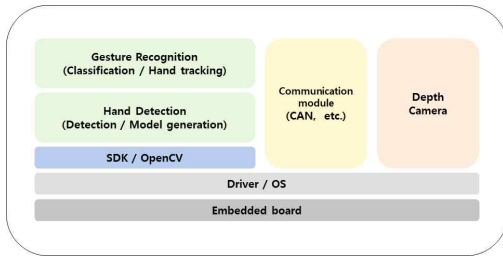 Gesture Recognition
(Classification / Hand tracking)
Hand Detection
(Detection / Model generation)
SDK / OpenCV
Communication
module
(CAN, etc.)
Depth
Camera
Driver / OS
Embedded board